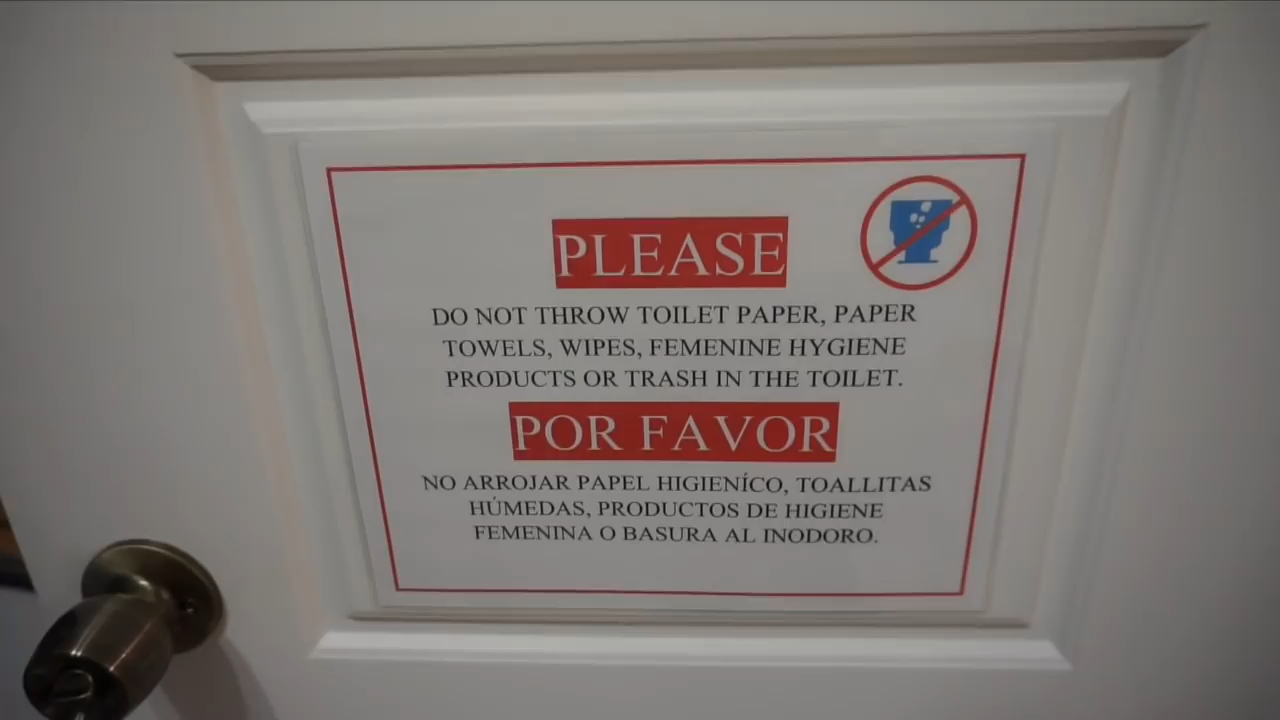 PLEASE
DO NOT THROW TOILET PAPER, PAPER
TOWELS, WIPES, FEMENINE HYGIENE
PRODUCTS OR TRASH IN THE TOILET.
POR FAVOR
NO ARROJAR PAPEL HIGIENÍCO, TOALLITAS
HÚMEDAS, PRODUCTOS DE HIGIENE
FEMENINA O BASURA AL INODORO.